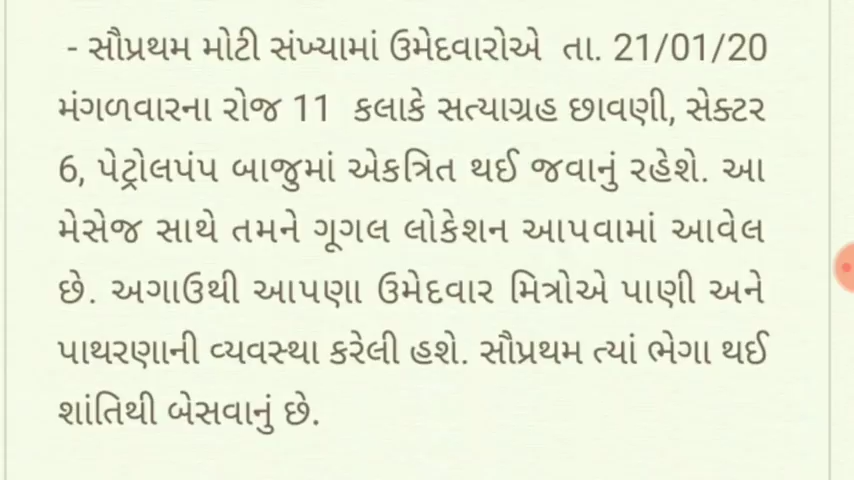 - સૌપ્રથમ મોટી સંખ્યામાં ઉમેદવારોએ તા. 21/01/20
મંગળવારના રોજ 11 કલાકે સત્યાગ્રહ છાવણી, સેક્ટર
6, પેટ્રોલપંપ બાજુમાં એકત્રિત થઈ જવાનું રહેશે. આ
મેસેજ સાથે તમને ગૂગલ લોકેશન આપવામાં આવેલ
છે. અગાઉથી આપણા ઉમેદવાર મિત્રોએ પાણી અને
પાથરણાની વ્યવસ્થા કરેલી હશે. સૌપ્રથમ ત્યાં ભેગા થઈ
શાંતિથી બેસવાનું છે.